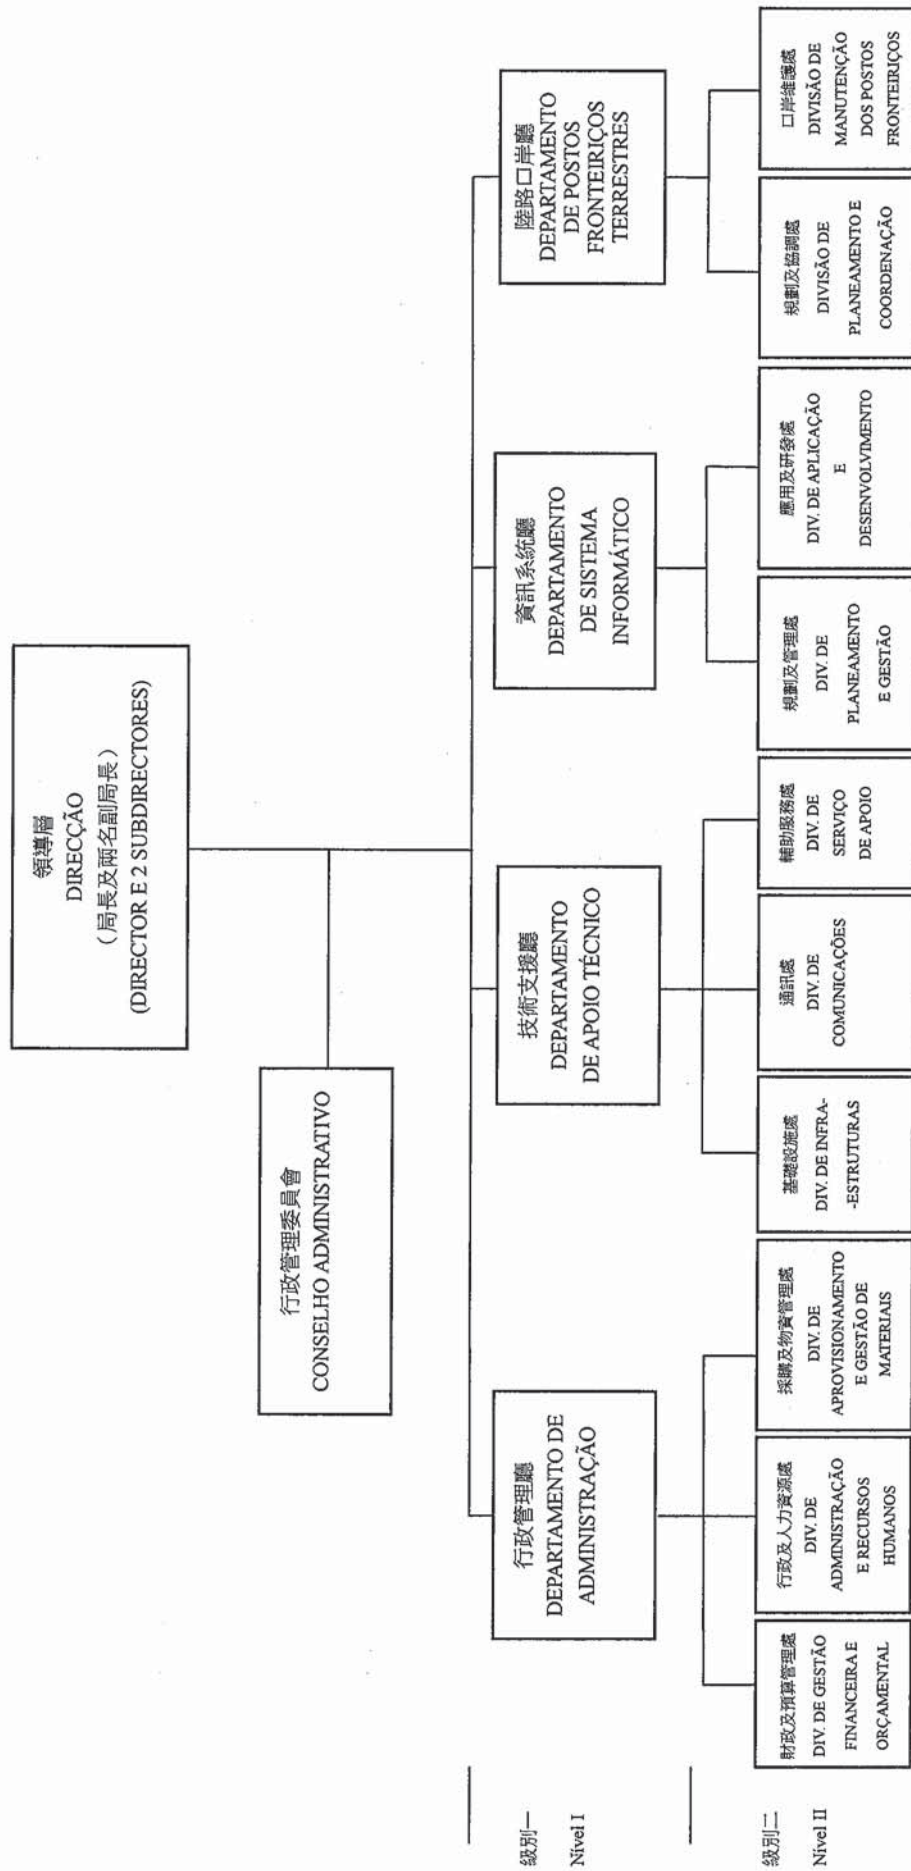 領導層
DIRECÇÃO
（局長及兩名副局長）
(DIRECTOR E 2 SUBDIRECTORES)
行政管理委員會
CONSELHO ADMINISTRATIVO
級別一
Nivel I
行政管理廳
DEPARTAMENTO DE
ADMINISTRAÇÃO
技術支援廳
DEPARTAMENTO
DE APOIO TÉCNICO
資訊系統廳
DEPARTAMENTO
DE SISTEMA
INFORMÁTICO
陸路口岸廳
DEPARTAMENTO
DE POSTOS
FRONTEIRIÇOS
TERRESTRES
級別二
Nivel II
財政及預算管理處
DIV. DE GESTÃO
FINANCEIRA E
ORÇAMENTAL
行政及人力資源處
DIV. DE
ADMINISTRAÇÃO
E RECURSOS
HUMANOS
採購及物資管理處
DIV. DE
APROVISIONAMENTO
E GESTÃO DE
MATERIAIS
基礎設施處
DIV. DE INFRA-
-ESTRUTURAS
通訊處
DIV. DE
COMUNICAÇÕES
輔助服務處
DIV. DE
SERVIÇO
DE APOIO
規劃及管理處
DIV. DE
PLANEAMENTO
E GESTÃO
應用及研發處
DIV. DE APLICAÇÃO
E
DESENVOLVIMENTO
規劃及協調處
DIVISÃO DE
PLANEAMENTO E
COORDENAÇÃO
口岸維護處
DIVISÃO DE
MANUTENÇÃO
DOS POSTOS
FRONTEIRIÇOS